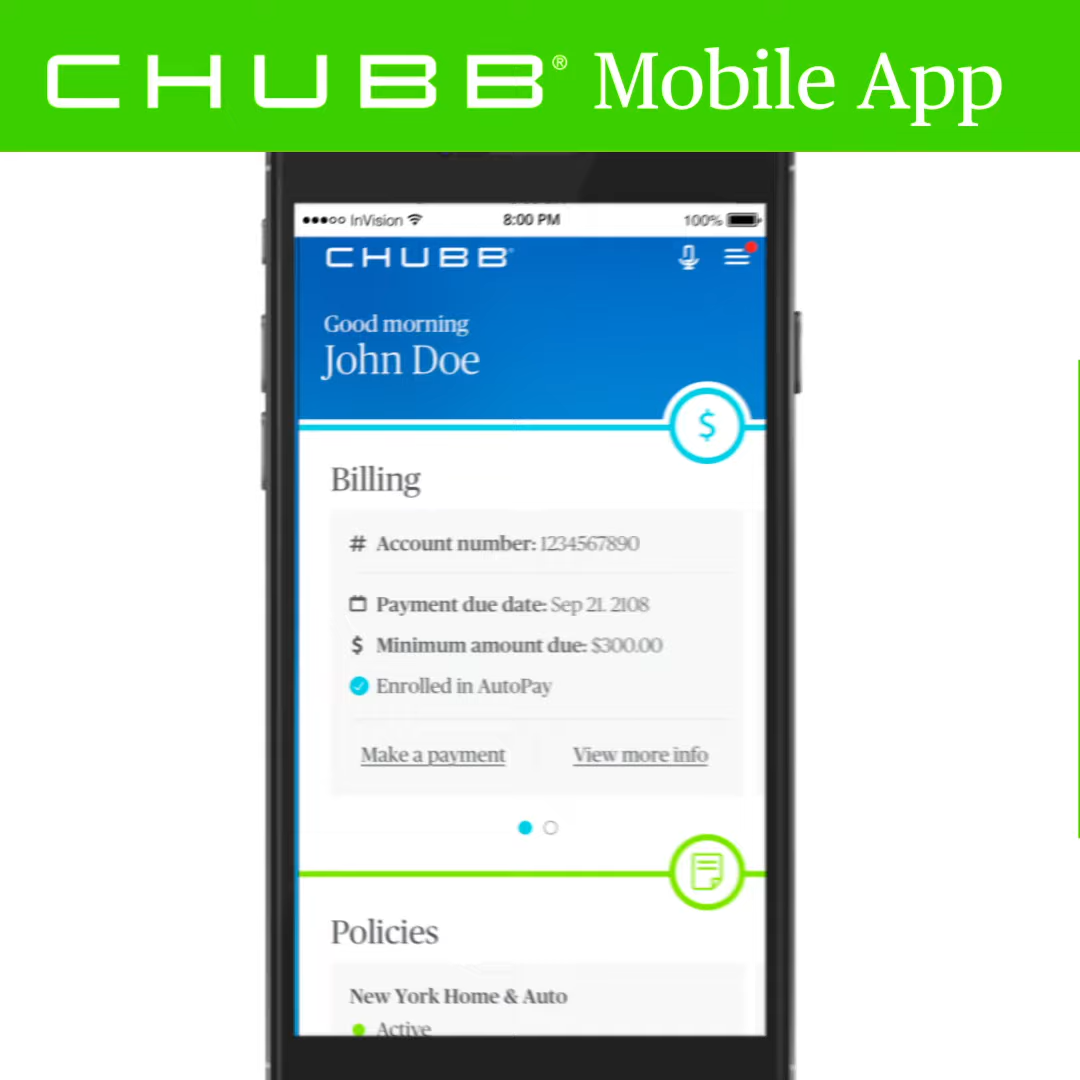 CHUBB® Mobile App
InVision 8:00 PM 100%
CHUBB
Good morning
John Doe
$
Billing
# Account number: 1234567890
Payment due date: Sep 21. 2108
$ Minimum amount due: $300.00
Enrolled in AutoPay
Make a payment View more info
Policies
New York Home & Auto
Active